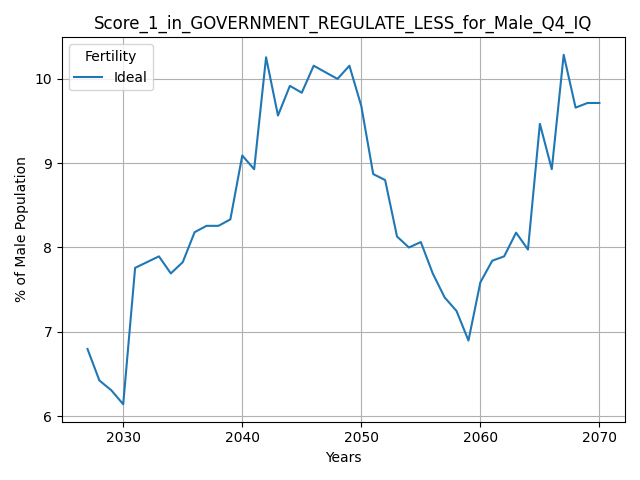 Score_1_in_GOVERNMENT_REGULATE_LESS_for_Male_Q4_IQ
Fertility
Ideal
% of Male Population
10
9
8
7
6
2030
2040
2050
2060
2070
Years